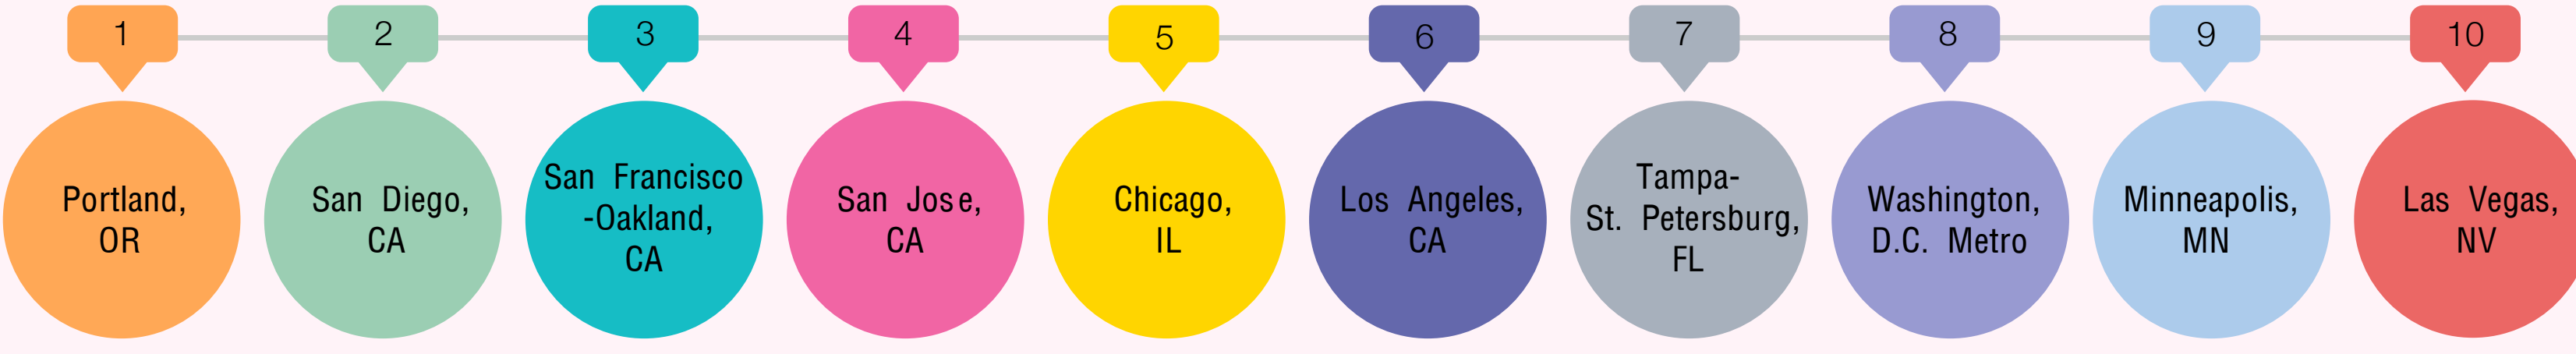 1
2
3
4
5
6
7
8
9
10
Portland,
OR
San Diego,
CA
San Francisco
-Oakland,
CA
San Jose,
CA
Chicago,
IL
Los Angeles,
CA
Tampa-
St. Petersburg,
FL
Washington,
D.C. Metro
Minneapolis,
MN
Las Vegas,
NV